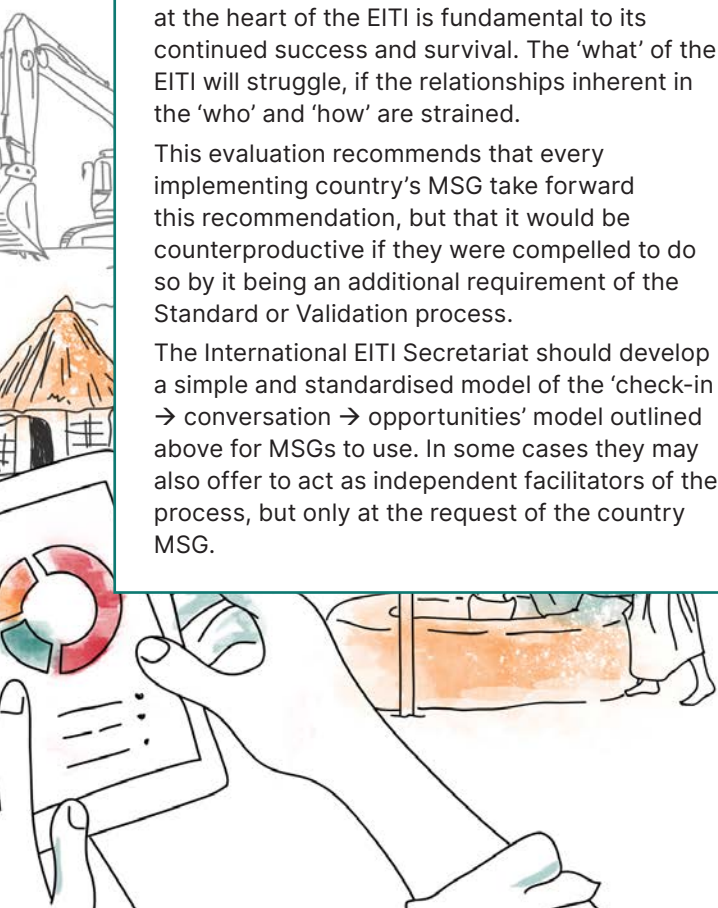 at the heart of the EITI is fundamental to its
continued success and survival. The ‘what’ of the
EITI will struggle, if the relationships inherent in
the ‘who’ and ‘how’ are strained.
This evaluation recommends that every
implementing country’s MSG take forward
this recommendation, but that it would be
counterproductive if they were compelled to do
so by it being an additional requirement of the
Standard or Validation process.
The International EITI Secretariat should develop
a simple and standardised model of the ‘check-in
→ conversation → opportunities’ model outlined
above for MSGs to use. In some cases they may
also offer to act as independent facilitators of the
process, but only at the request of the country
MSG.